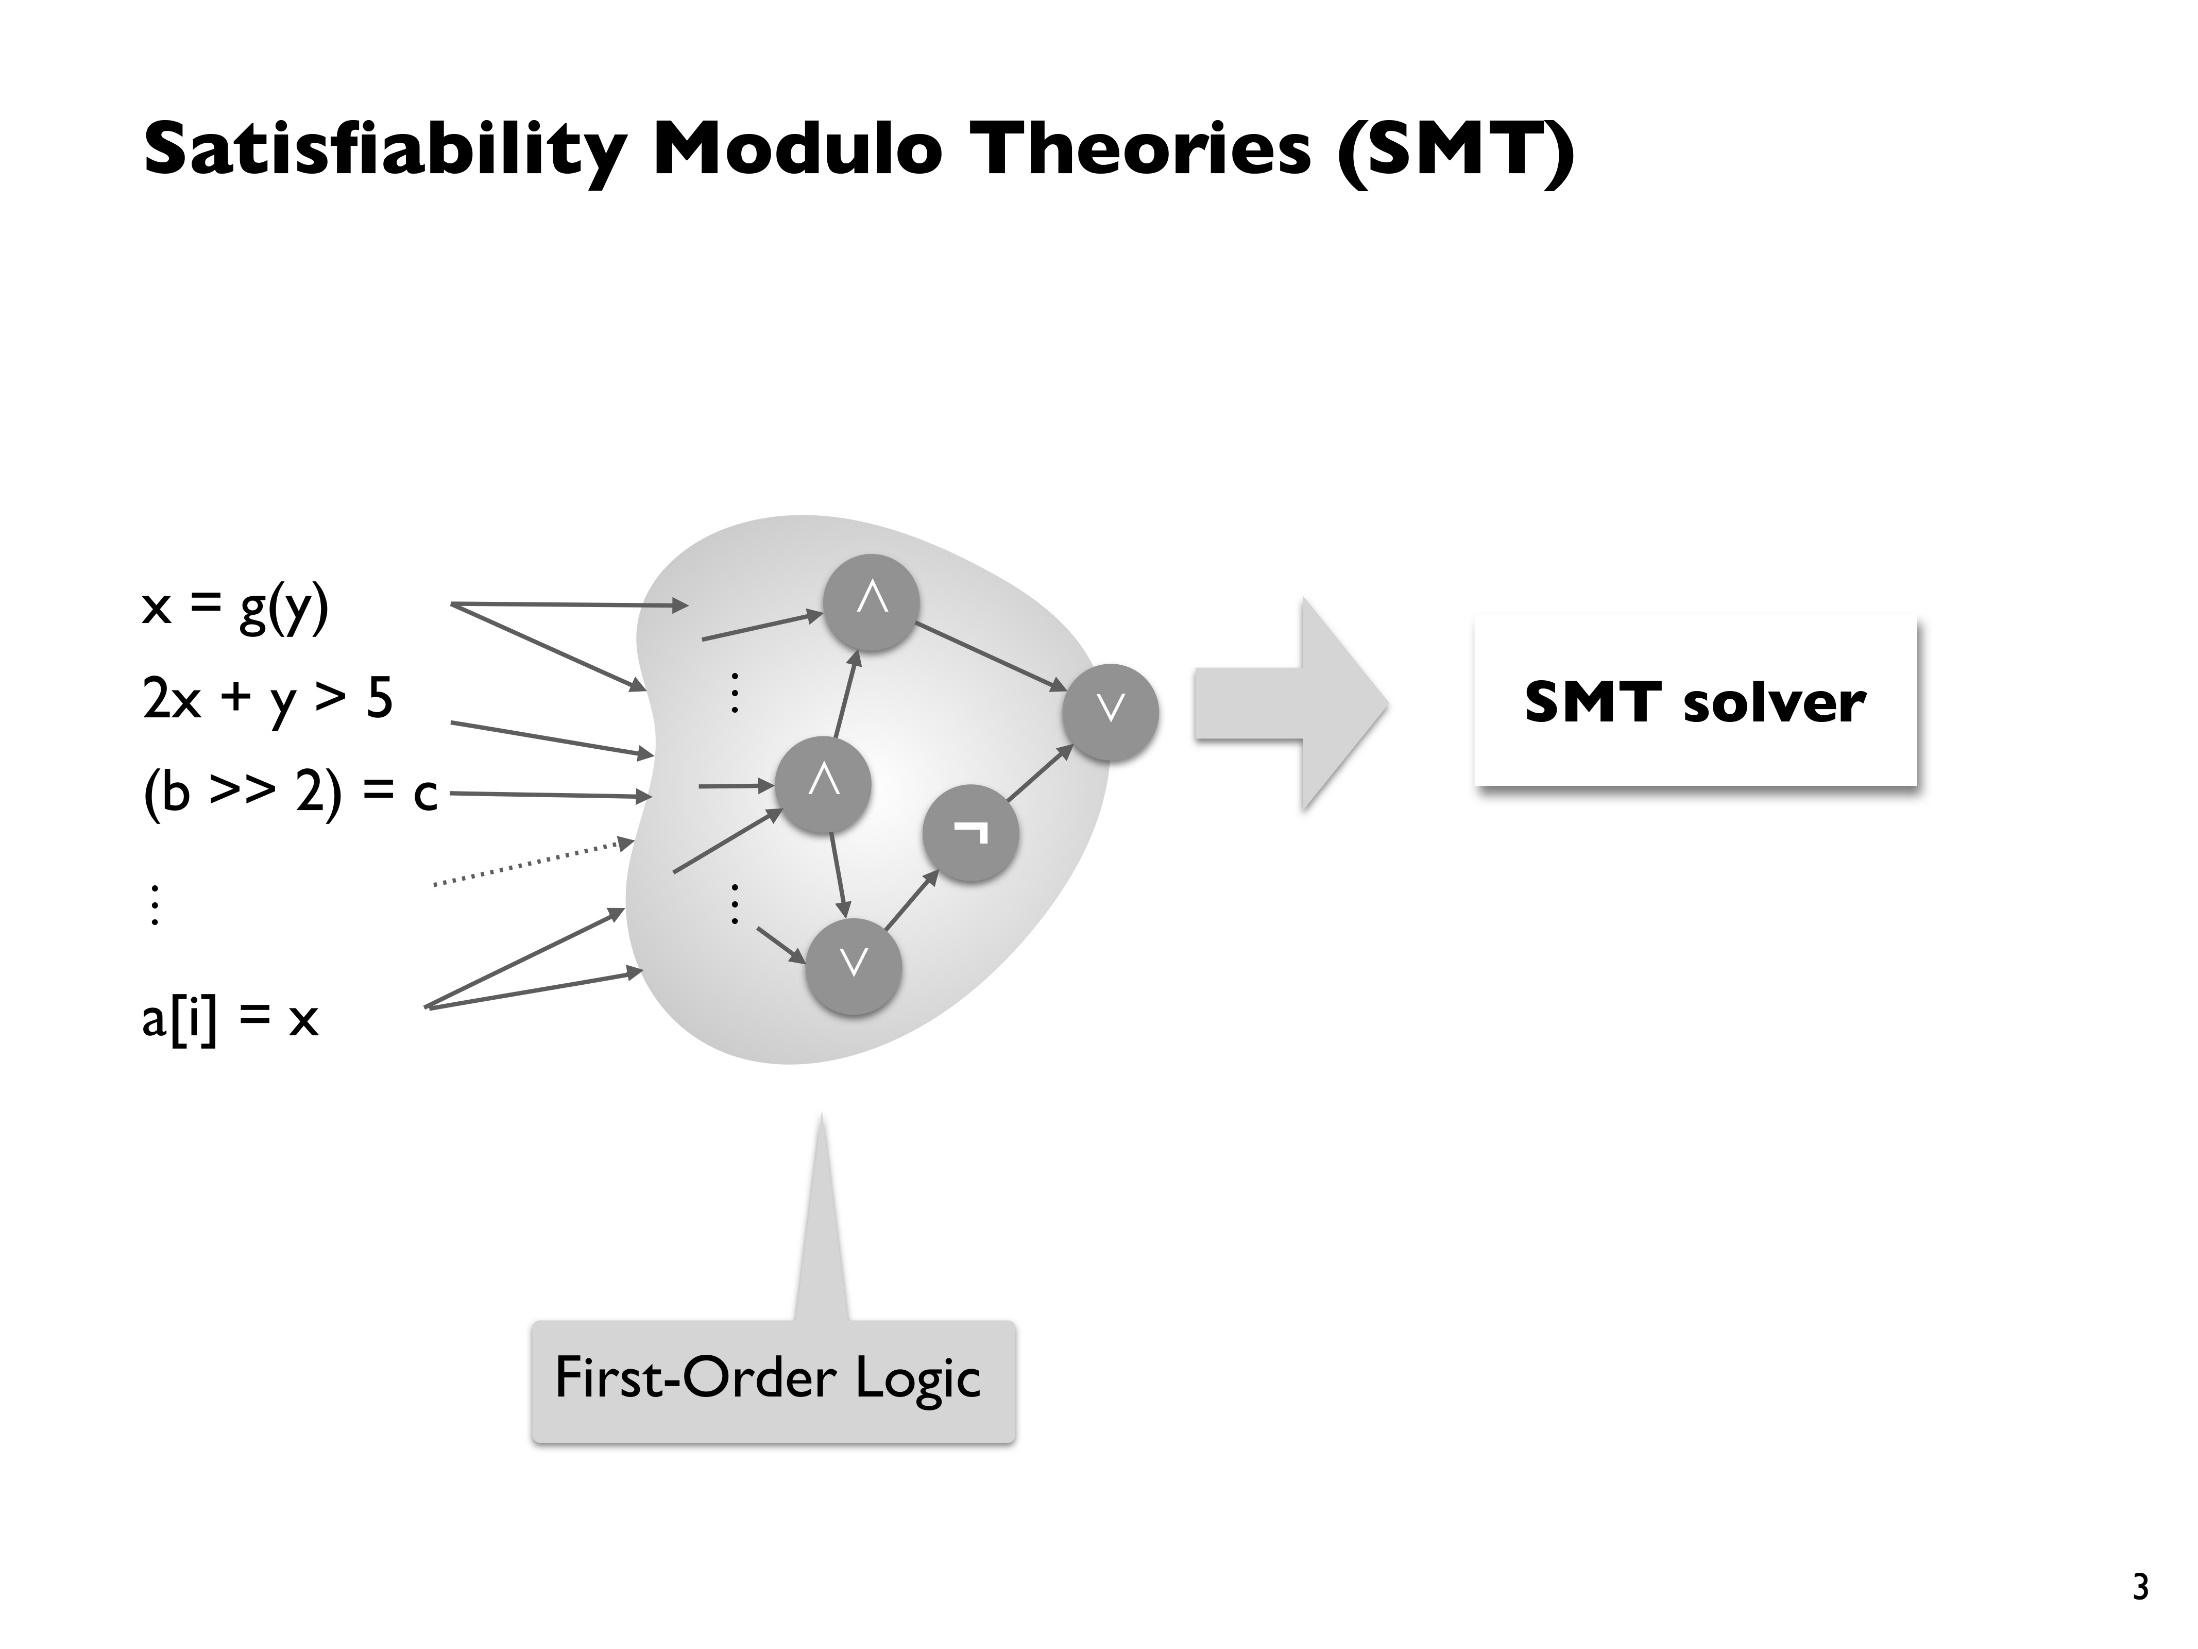 Satisfiability Modulo Theories (SMT)
x = g(y)
2x + y > 5
(b >> 2) = c
⋮
a[i] = x
∧
⋮
∧
⋮
∨
¬
∨
SMT solver
First-Order Logic
3